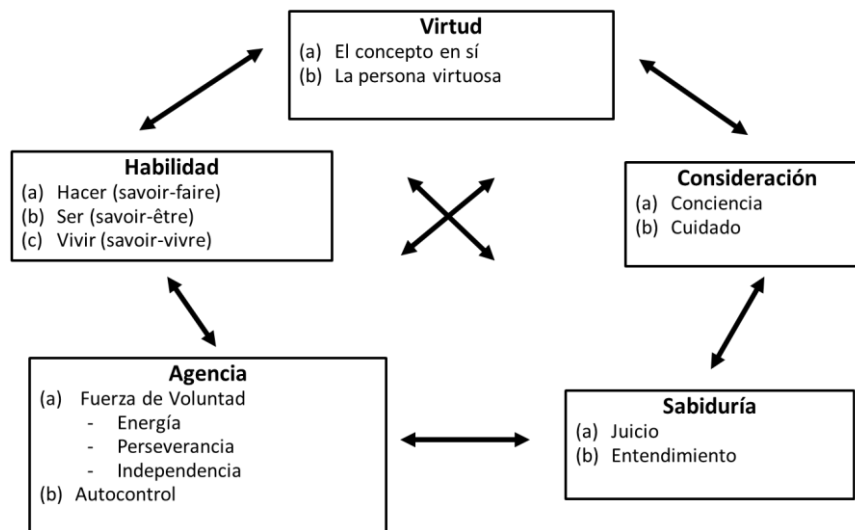 Virtud
(a) El concepto en sí
(b) La persona virtuosa
Habilidad
(a) Hacer (savoir-faire)
(b) Ser (savoir-être)
(c) Vivir (savoir-vivre)
Consideración
(a) Conciencia
(b) Cuidado
Agencia
(a) Fuerza de Voluntad
- Energía
- Perseverancia
- Independencia
(b) Autocontrol
Sabiduría
(a) Juicio
(b) Entendimiento